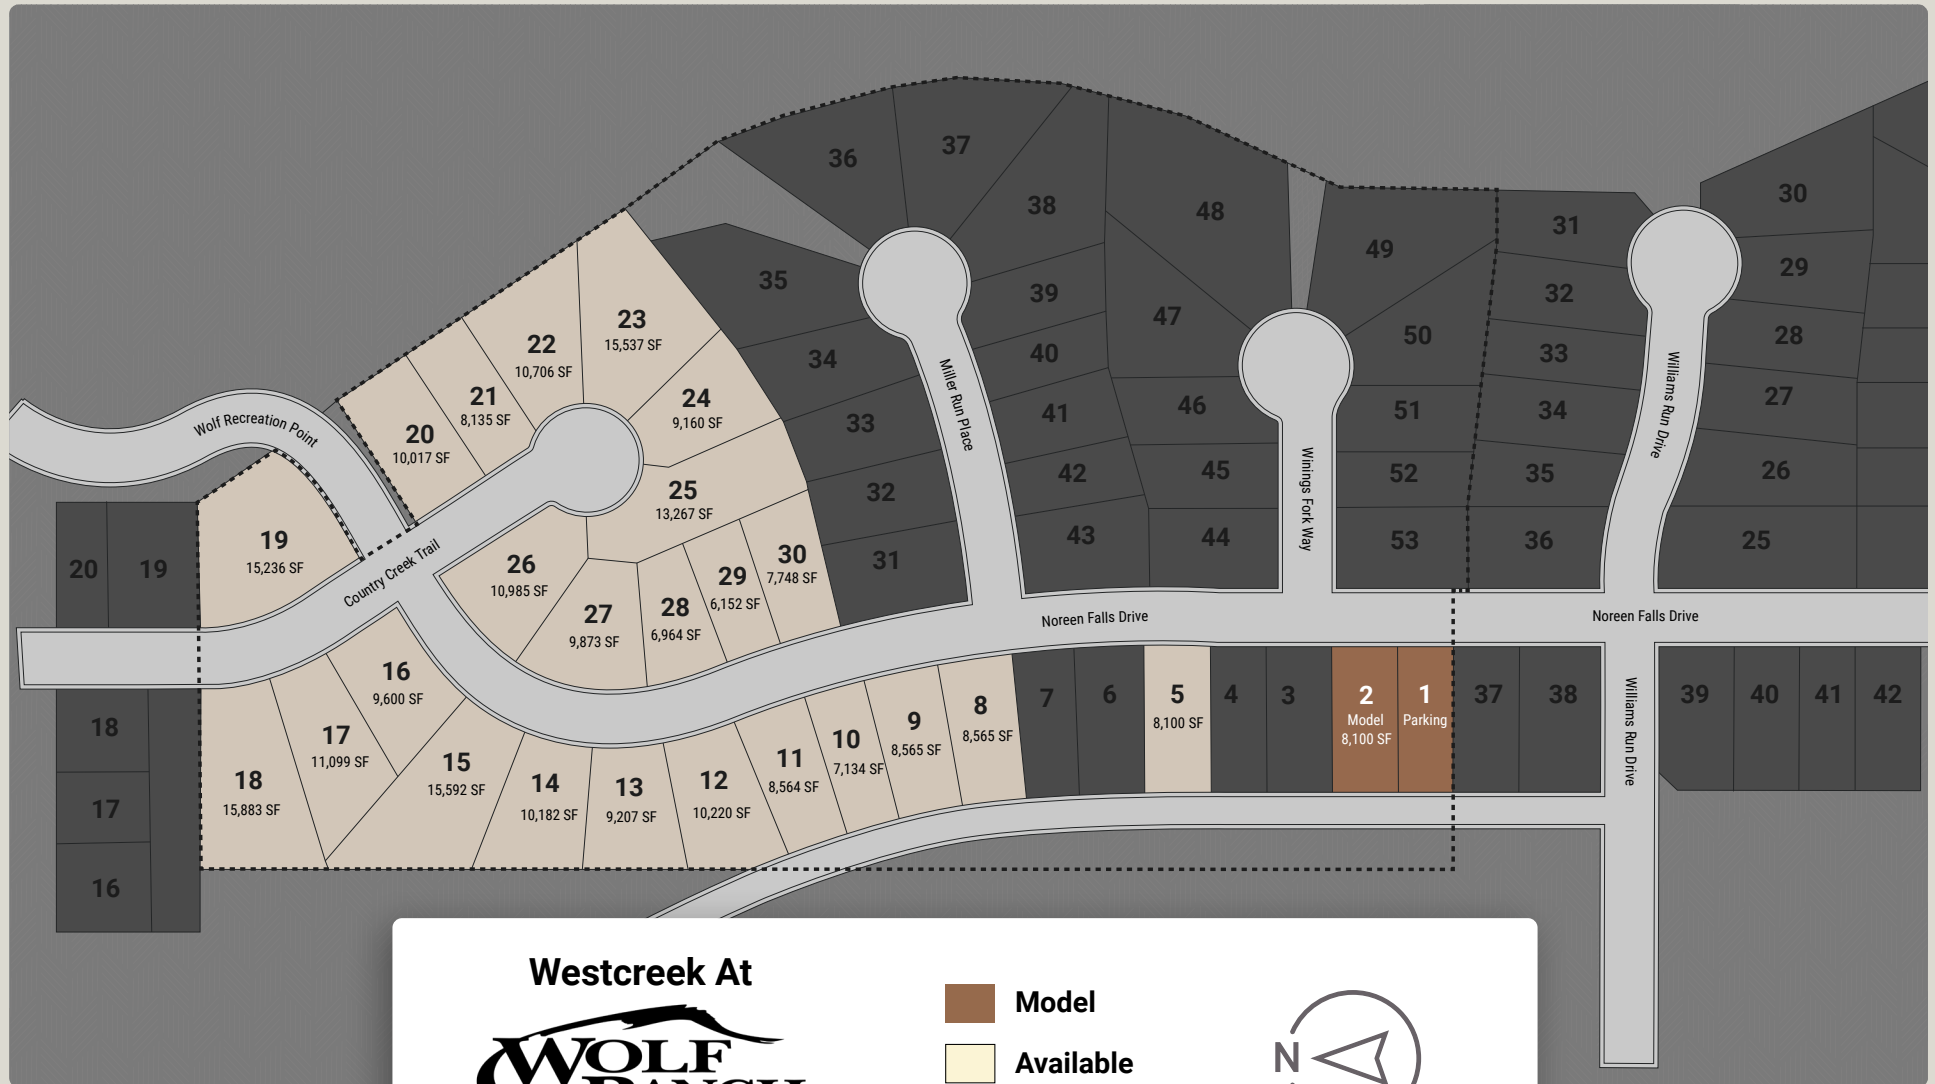 36
37
38
48
49
31
30
35
39
47
50
32
29
34
40
33
28
33
41
46
51
34
27
32
42
45
52
35
26
31
43
44
53
36
25
23
15,537 SF
22
10,706 SF
21
8,135 SF
20
10,017 SF
24
9,160 SF
25
13,267 SF
19
15,236 SF
20
19
26
10,985 SF
27
9,873 SF
28
6,964 SF
29
6,152 SF
30
7,748 SF
Wolf Recreation Point
Country Creek Trail
Miller Run Place
Winings Fork Way
Williams Run Drive
Noreen Falls Drive
Noreen Falls Drive
Williams Run Drive
16
9,600 SF
17
11,099 SF
18
15,883 SF
15
15,592 SF
14
10,182 SF
13
9,207 SF
12
10,220 SF
11
8,564 SF
10
7,134 SF
9
8,565 SF
8
8,565 SF
7
6
5
8,100 SF
4
3
2
Model
8,100 SF
1
Parking
37
38
39
40
41
42
18
17
16
Westcreek At
WOLF
RANCH
Model
Available
N